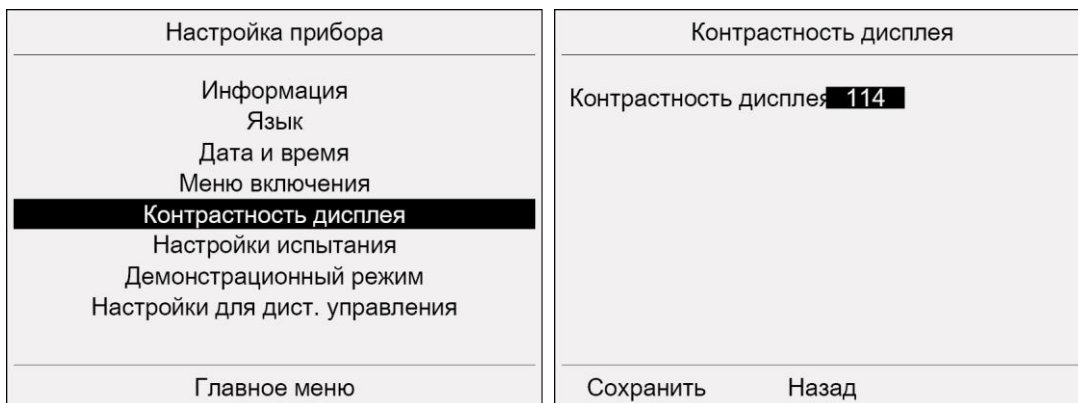 Настройка прибора
Информация
Язык
Дата и время
Меню включения
Контрастность дисплея
Настройки испытания
Демонстрационный режим
Настройки для дист. управления
Главное меню
Контрастность дисплея
Контрастность дисплея 114
Сохранить Назад